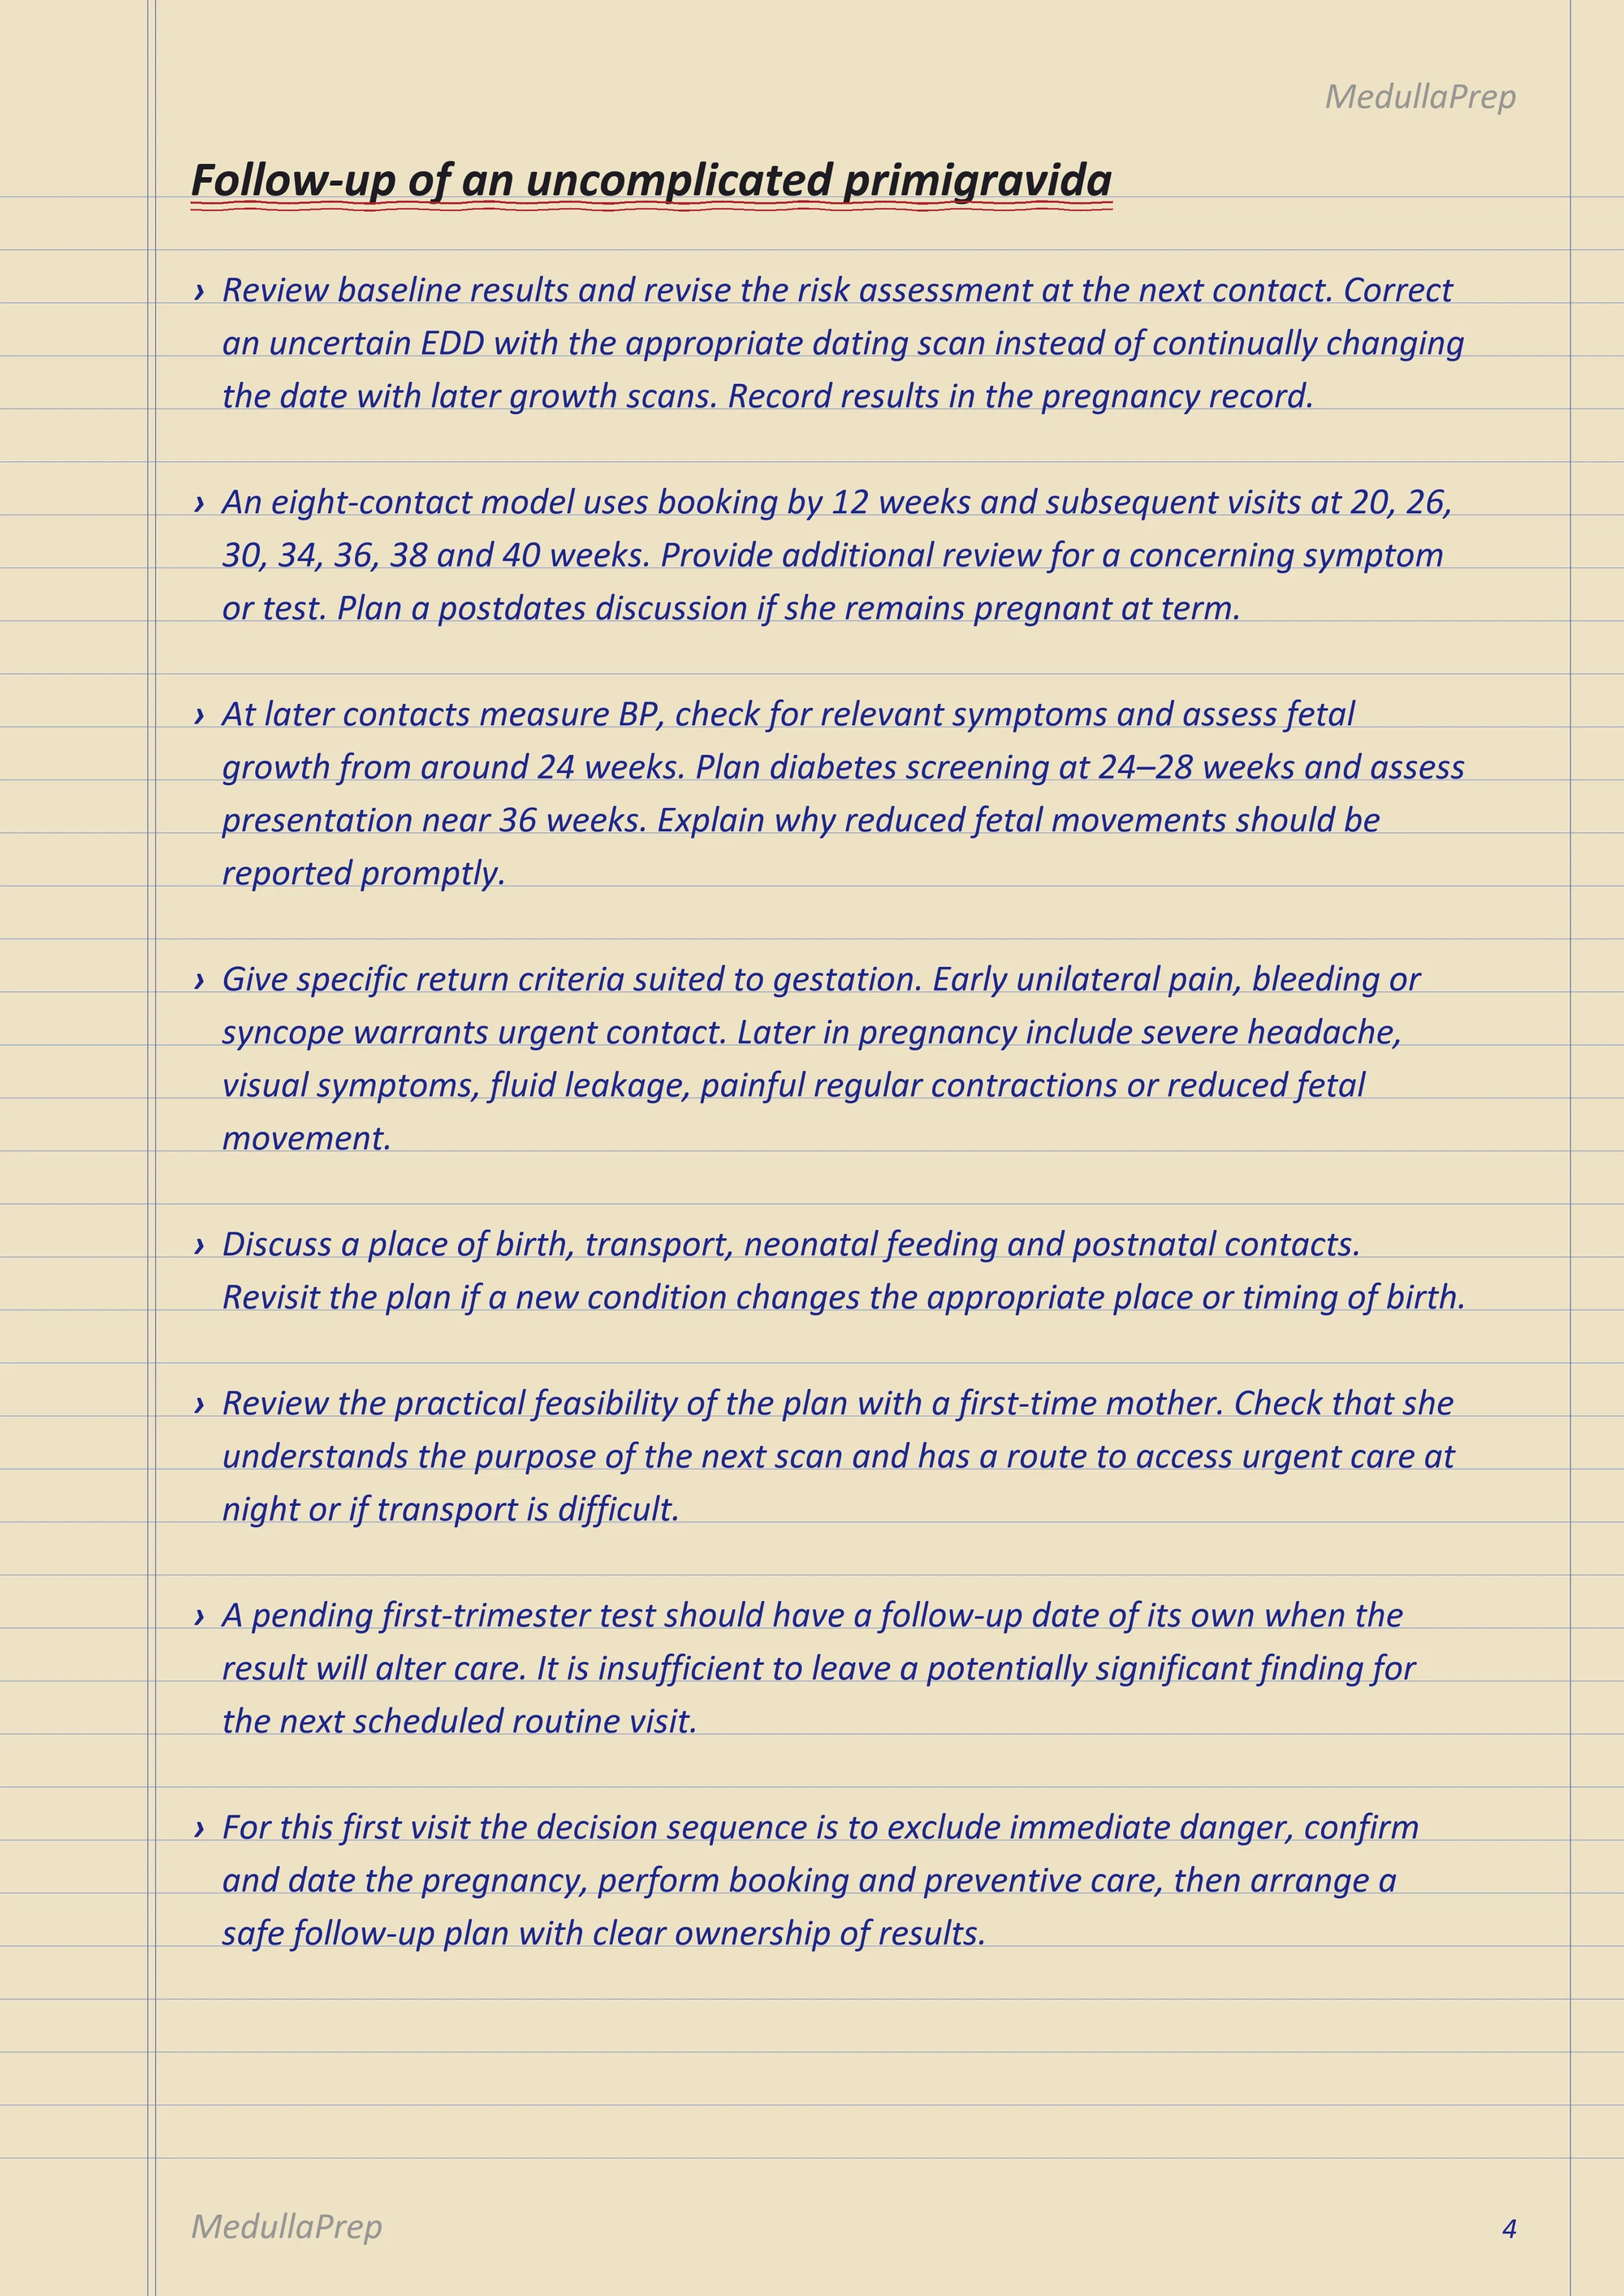 MedullaPrep
Follow-up of an uncomplicated primigravida
› Review baseline results and revise the risk assessment at the next contact. Correct
an uncertain EDD with the appropriate dating scan instead of continually changing
the date with later growth scans. Record results in the pregnancy record.
› An eight-contact model uses booking by 12 weeks and subsequent visits at 20, 26,
30, 34, 36, 38 and 40 weeks. Provide additional review for a concerning symptom
or test. Plan a postdates discussion if she remains pregnant at term.
› At later contacts measure BP, check for relevant symptoms and assess fetal
growth from around 24 weeks. Plan diabetes screening at 24–28 weeks and assess
presentation near 36 weeks. Explain why reduced fetal movements should be
reported promptly.
› Give specific return criteria suited to gestation. Early unilateral pain, bleeding or
syncope warrants urgent contact. Later in pregnancy include severe headache,
visual symptoms, fluid leakage, painful regular contractions or reduced fetal
movement.
› Discuss a place of birth, transport, neonatal feeding and postnatal contacts.
Revisit the plan if a new condition changes the appropriate place or timing of birth.
› Review the practical feasibility of the plan with a first-time mother. Check that she
understands the purpose of the next scan and has a route to access urgent care at
night or if transport is difficult.
› A pending first-trimester test should have a follow-up date of its own when the
result will alter care. It is insufficient to leave a potentially significant finding for
the next scheduled routine visit.
› For this first visit the decision sequence is to exclude immediate danger, confirm
and date the pregnancy, perform booking and preventive care, then arrange a
safe follow-up plan with clear ownership of results.
MedullaPrep
4